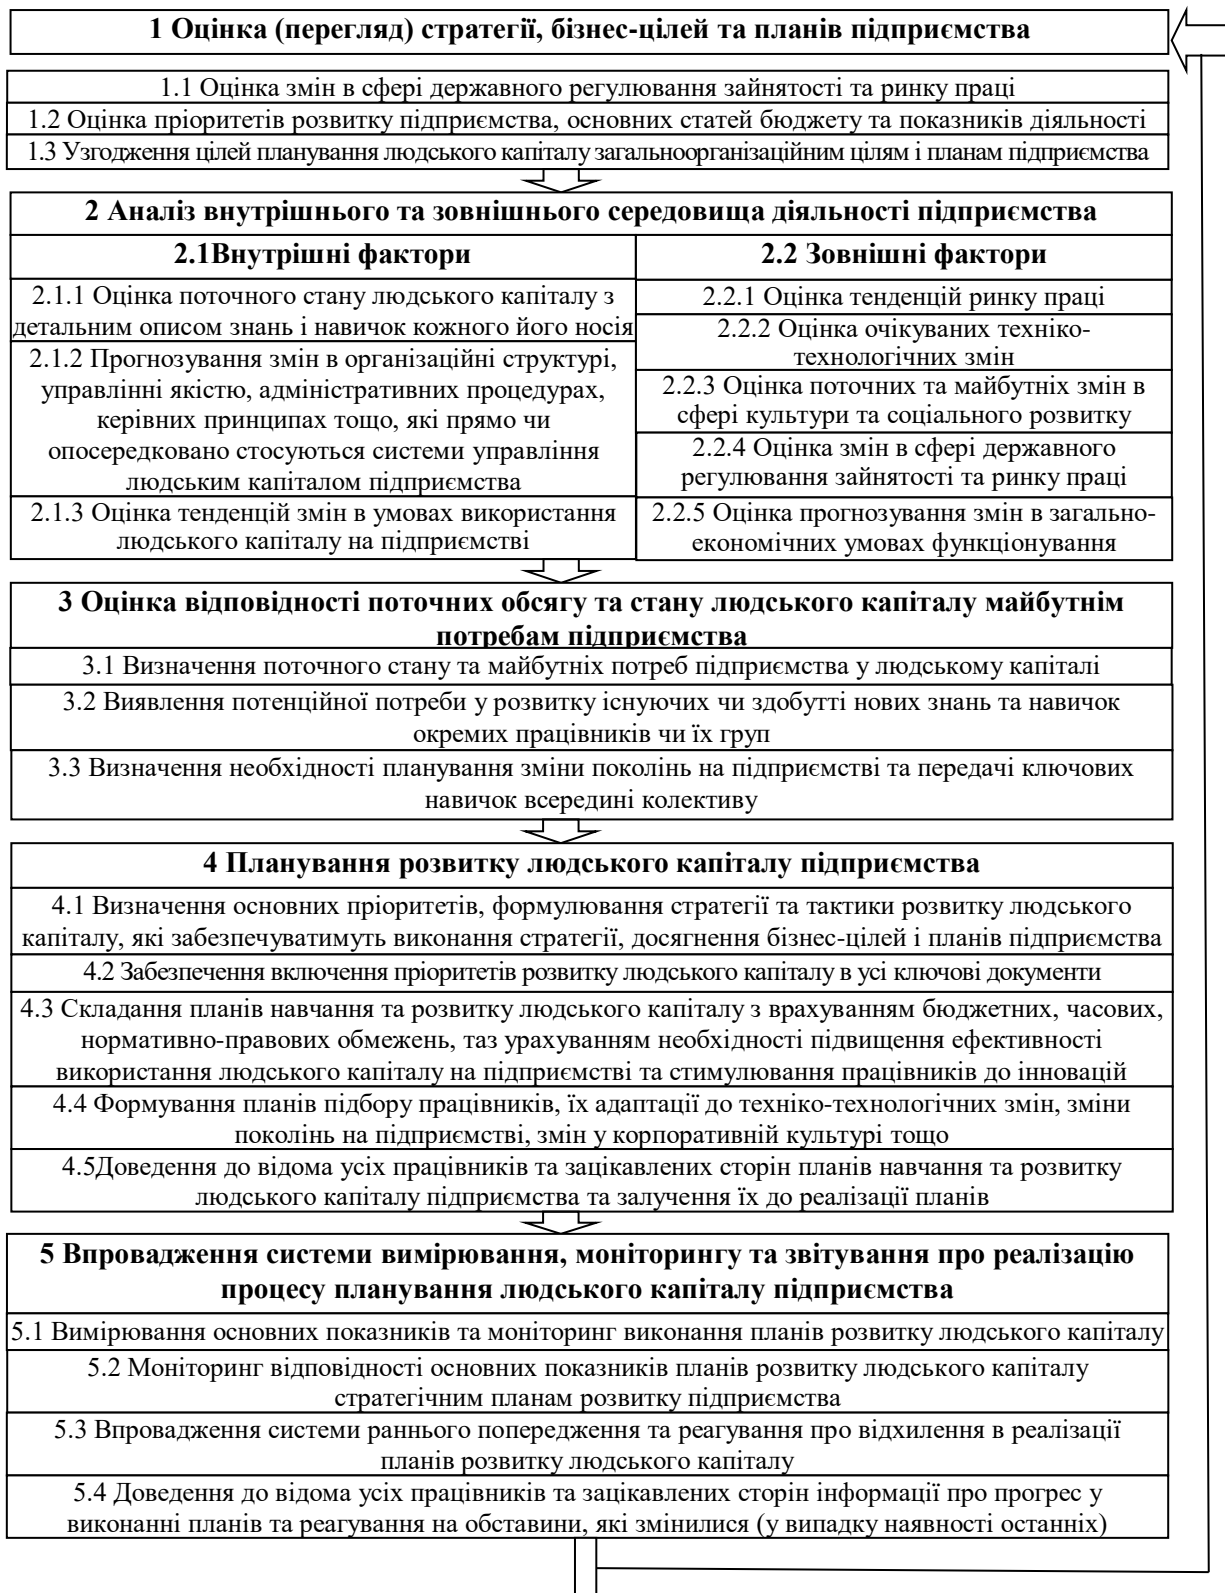 1 Оцінка (перегляд) стратегії, бізнес-цілей та планів підприємства
1.1 Оцінка змін в сфері державного регулювання зайнятості та ринку праці
1.2 Оцінка пріоритетів розвитку підприємства, основних статей бюджету та показників діяльності
1.3 Узгодження цілей планування людського капіталу загальноорганізаційним цілям і планам підприємства
2 Аналіз внутрішнього та зовнішнього середовища діяльності підприємства
2.1Внутрішні фактори
2.1.1 Оцінка поточного стану людського капіталу з
детальним описом знань і навичок кожного його носія
2.1.2 Прогнозування змін в організаційні структурі,
управлінні якістю, адміністративних процедурах,
керівних принципах тощо, які прямо чи
опосередковано стосуються системи управління
людським капіталом підприємства
2.1.3 Оцінка тенденцій змін в умовах використання
людського капіталу на підприємстві
2.2 Зовнішні фактори
2.2.1 Оцінка тенденцій ринку праці
2.2.2 Оцінка очікуваних техніко-
технологічних змін
2.2.3 Оцінка поточних та майбутніх змін в
сфері культури та соціального розвитку
2.2.4 Оцінка змін в сфері державного
регулювання зайнятості та ринку праці
2.2.5 Оцінка прогнозування змін в загально-
економічних умовах функціонування
3 Оцінка відповідності поточних обсягу та стану людського капіталу майбутнім
потребам підприємства
3.1 Визначення поточного стану та майбутніх потреб підприємства у людському капіталі
3.2 Виявлення потенційної потреби у розвитку існуючих чи здобутті нових знань та навичок
окремих працівників чи їх груп
3.3 Визначення необхідності планування зміни поколінь на підприємстві та передачі ключових
навичок всередині колективу
4 Планування розвитку людського капіталу підприємства
4.1 Визначення основних пріоритетів, формулювання стратегії та тактики розвитку людського
капіталу, які забезпечуватимуть виконання стратегії, досягнення бізнес-цілей і планів підприємства
4.2 Забезпечення включення пріоритетів розвитку людського капіталу в усі ключові документи
4.3 Складання планів навчання та розвитку людського капіталу з врахуванням бюджетних, часових,
нормативно-правових обмежень, таз урахуванням необхідності підвищення ефективності
використання людського капіталу на підприємстві та стимулювання працівників до інновацій
4.4 Формування планів підбору працівників, їх адаптації до техніко-технологічних змін, зміни
поколінь на підприємстві, змін у корпоративній культурі тощо
4.5Доведення до відома усіх працівників та зацікавлених сторін планів навчання та розвитку
людського капіталу підприємства та залучення їх до реалізації планів
5 Впровадження системи вимірювання, моніторингу та звітування про реалізацію
процесу планування людського капіталу підприємства
5.1 Вимірювання основних показників та моніторинг виконання планів розвитку людського капіталу
5.2 Моніторинг відповідності основних показників планів розвитку людського капіталу
стратегічним планам розвитку підприємства
5.3 Впровадження системи раннього попередження та реагування про відхилення в реалізації
планів розвитку людського капіталу
5.4 Доведення до відома усіх працівників та зацікавлених сторін інформації про прогрес у
виконанні планів та реагування на обставини, які змінилися (у випадку наявності останніх)